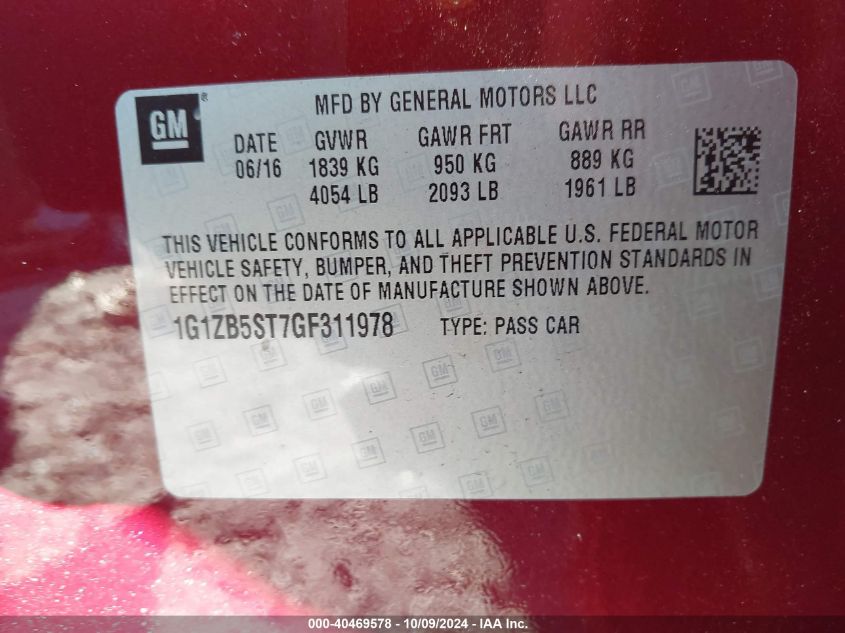 GM® MFD BY GENERAL MOTORS LLC
DATE GVWR GAWR FRT GAWR RR
06/16 1839 KG 950 KG 889 KG
4054 LB 2093 LB 1961 LB
THIS VEHICLE CONFORMS TO ALL APPLICABLE U.S. FEDERAL MOTOR
VEHICLE SAFETY, BUMPER, AND THEFT PREVENTION STANDARDS IN
EFFECT ON THE DATE OF MANUFACTURE SHOWN ABOVE.
1G1ZB5ST7GF311978 TYPE: PASS CAR
000-40469578 - 10/09/2024 - IAA Inc.